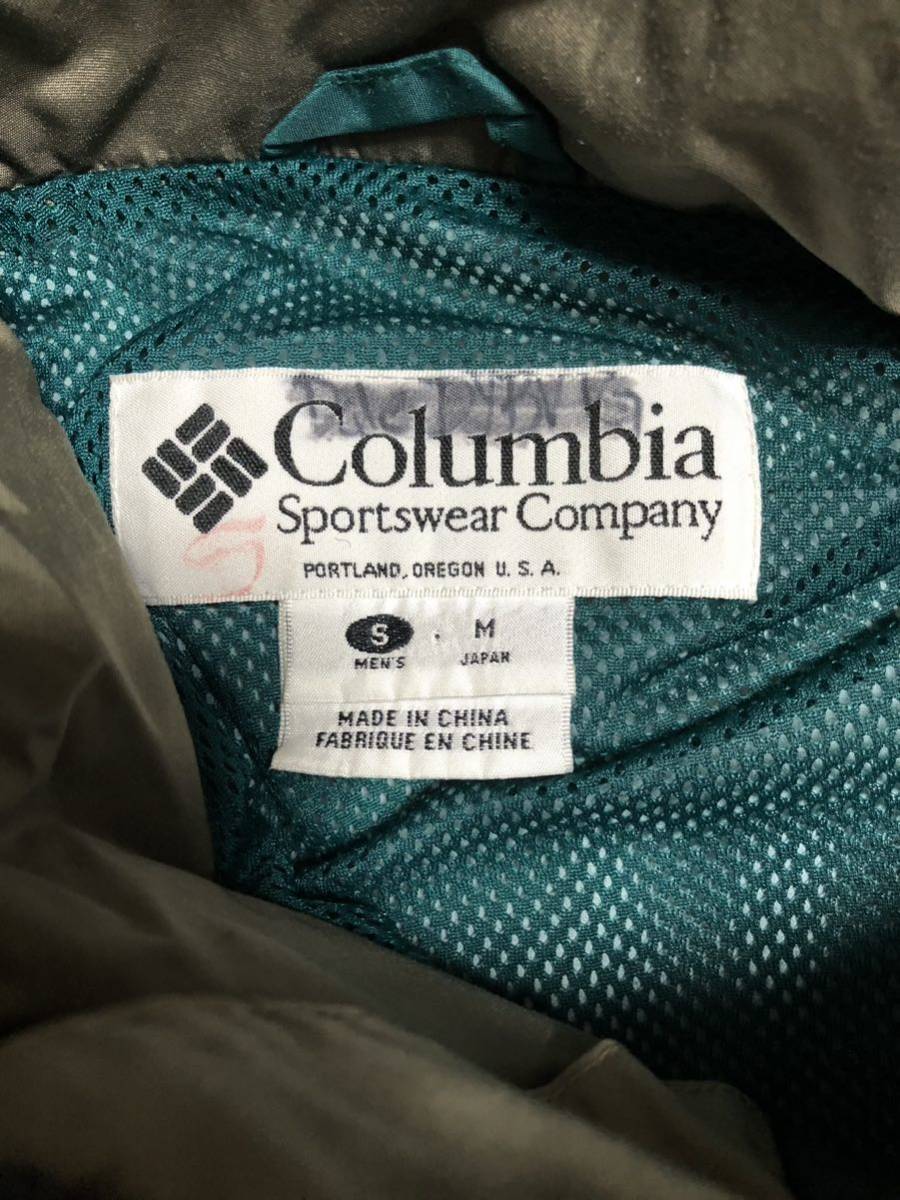 Columbia
Sportswear Company
S
PORTLAND, OREGON U. S. A.
S . M
MEN'S JAPAN
MADE IN CHINA
FABRIQUE EN CHINE